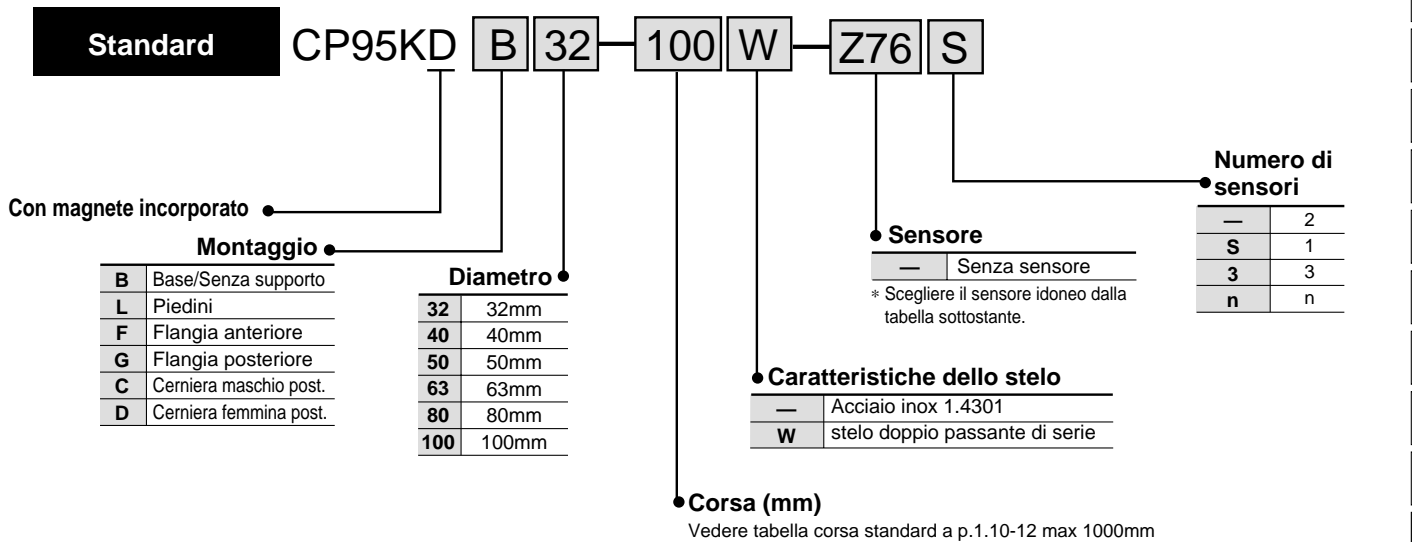 Standard CP95KD B 32 100 W Z76 S
Numero di
sensori
— 2
S 1
3 3
n n
Con magnete incorporato
Montaggio
B Base/Senza supporto
L Piedini
F Flangia anteriore
G Flangia posteriore
C Cerniera maschio post.
D Cerniera femmina post.
Diametro
32 32mm
40 40mm
50 50mm
63 63mm
80 80mm
100 100mm
Sensore
— Senza sensore
* Scegliere il sensore idoneo dalla
tabella sottostante.
Caratteristiche dello stelo
— Acciaio inox 1.4301
W stelo doppio passante di serie
Corsa (mm)
Vedere tabella corsa standard a p.1.10-12 max 1000mm